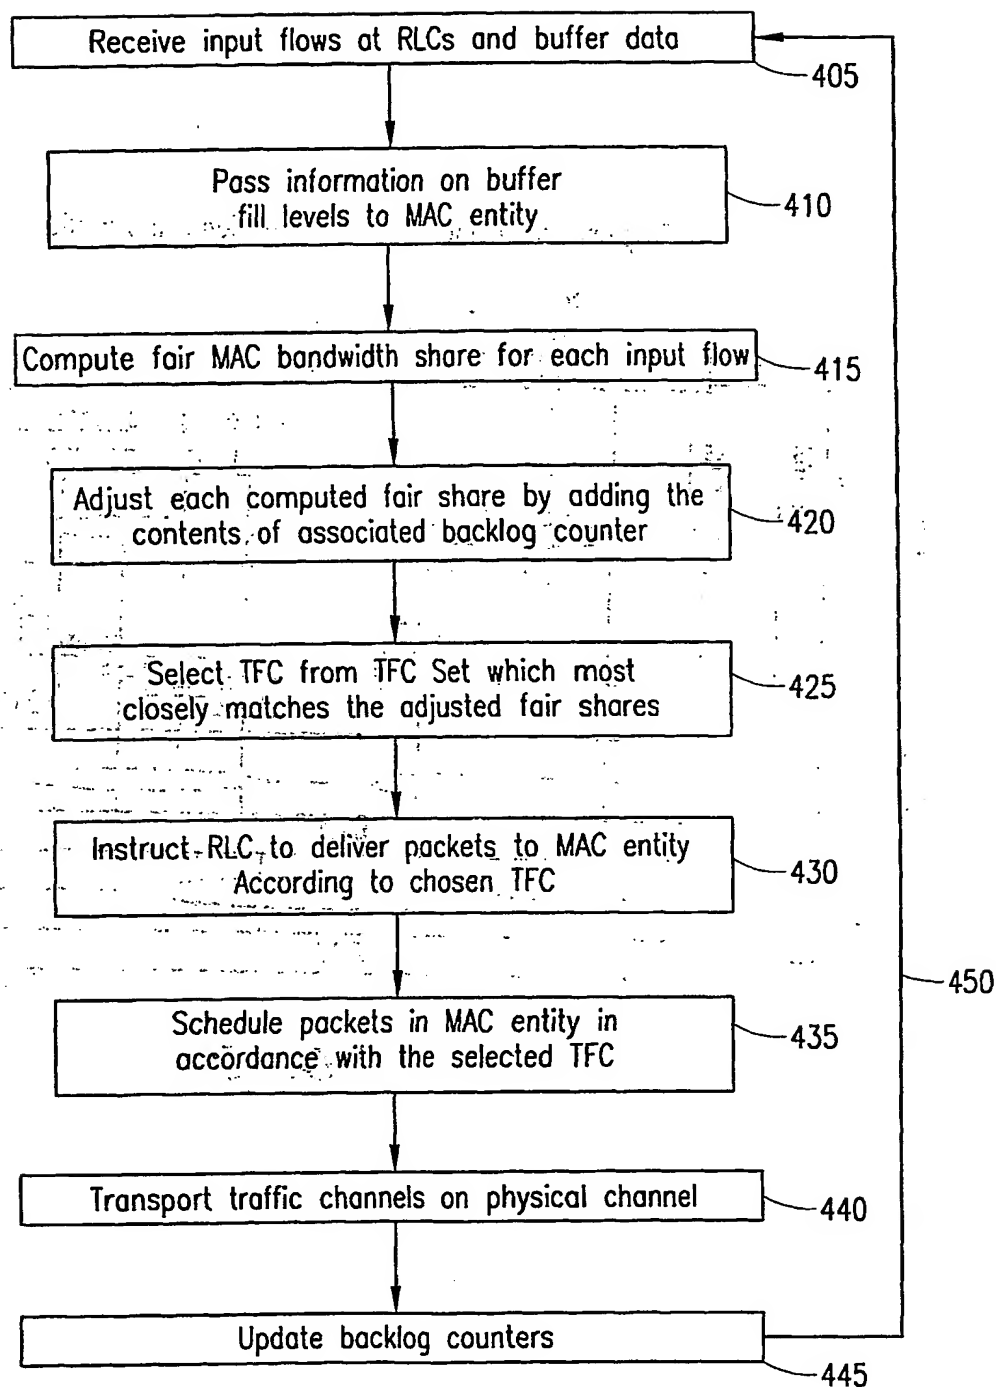 Receive input flows at RLCs and buffer data
405
Pass information on buffer
fill levels to MAC entity
410
Compute fair MAC bandwidth share for each input flow
415
Adjust each computed fair share by adding the
contents of associated backlog counter
420
Select TFC from TFC Set which most
closely matches the adjusted fair shares
425
Instruct RLC to deliver packets to MAC entity
According to chosen TFC
430
450
Schedule packets in MAC entity in
accordance with the selected TFC
435
Transport traffic channels on physical channel
440
Update backlog counters
445